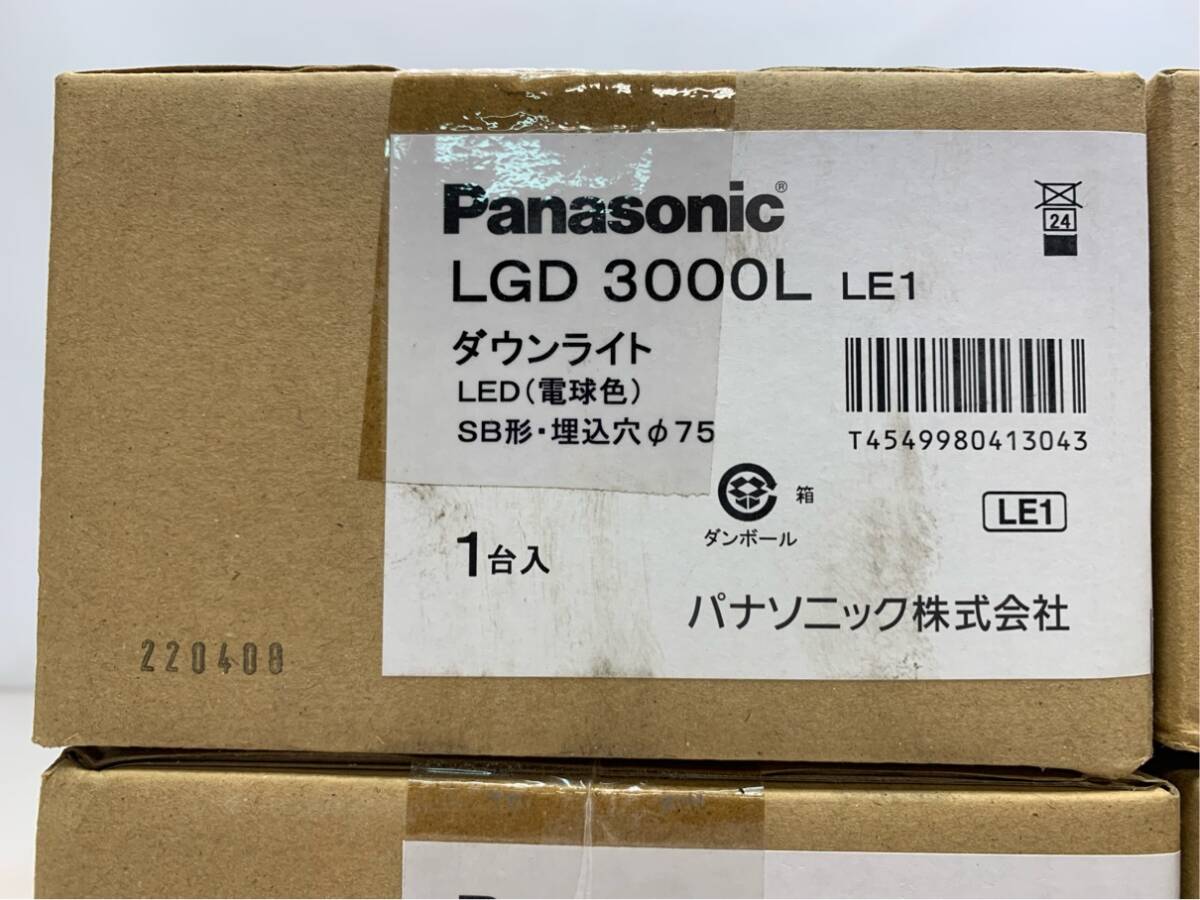 Panasonic®
24
LGD 3000L LE1
ダウンライト
LED(電球色)
SB形・埋込穴φ75
T4549980413043
箱
ダンボール
LE1
1台入
パナソニック株式会社
220408